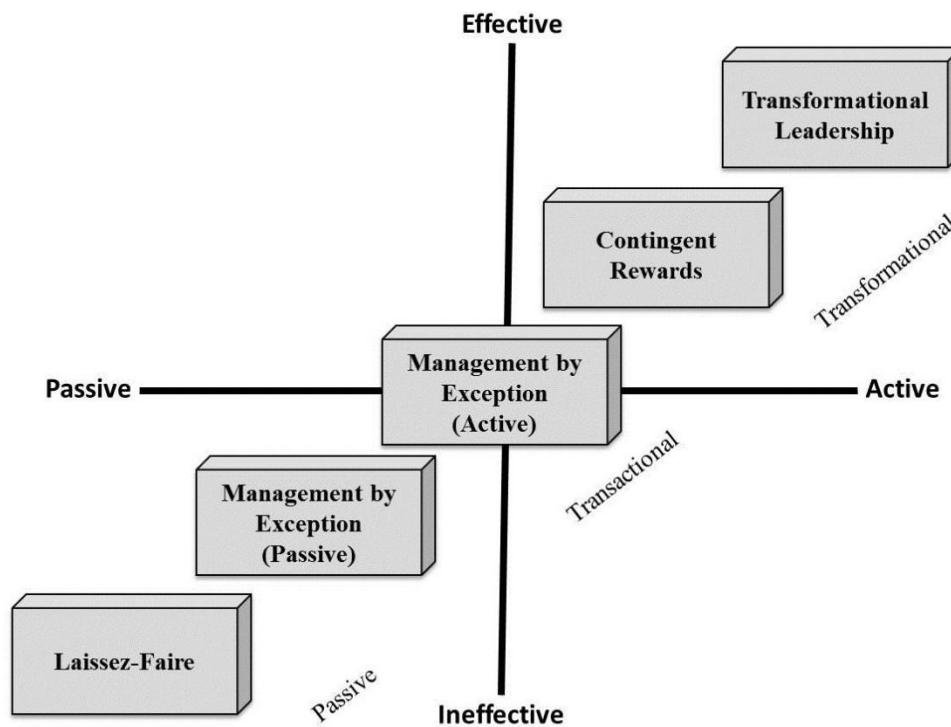 Effective
Transformational
Leadership
Contingent
Rewards
Transformational
Management by
Exception
(Active)
Passive
Active
Transactional
Management by
Exception
(Passive)
Laissez-Faire
Passive
Ineffective